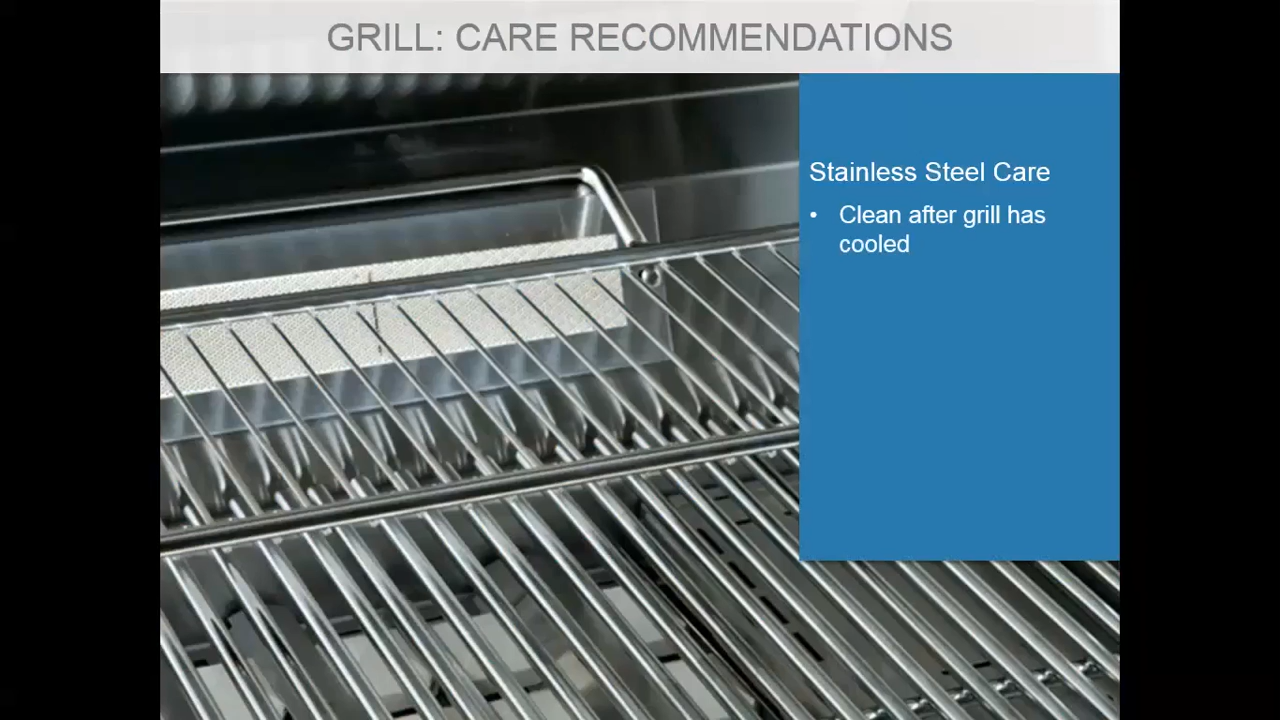 GRILL: CARE RECOMMENDATIONS
Stainless Steel Care
• Clean after grill has
cooled